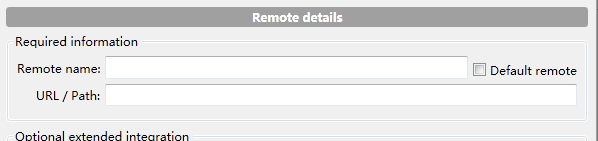 Remote details
Required information
Remote name:
Default remote
URL / Path:
Optional extended integration